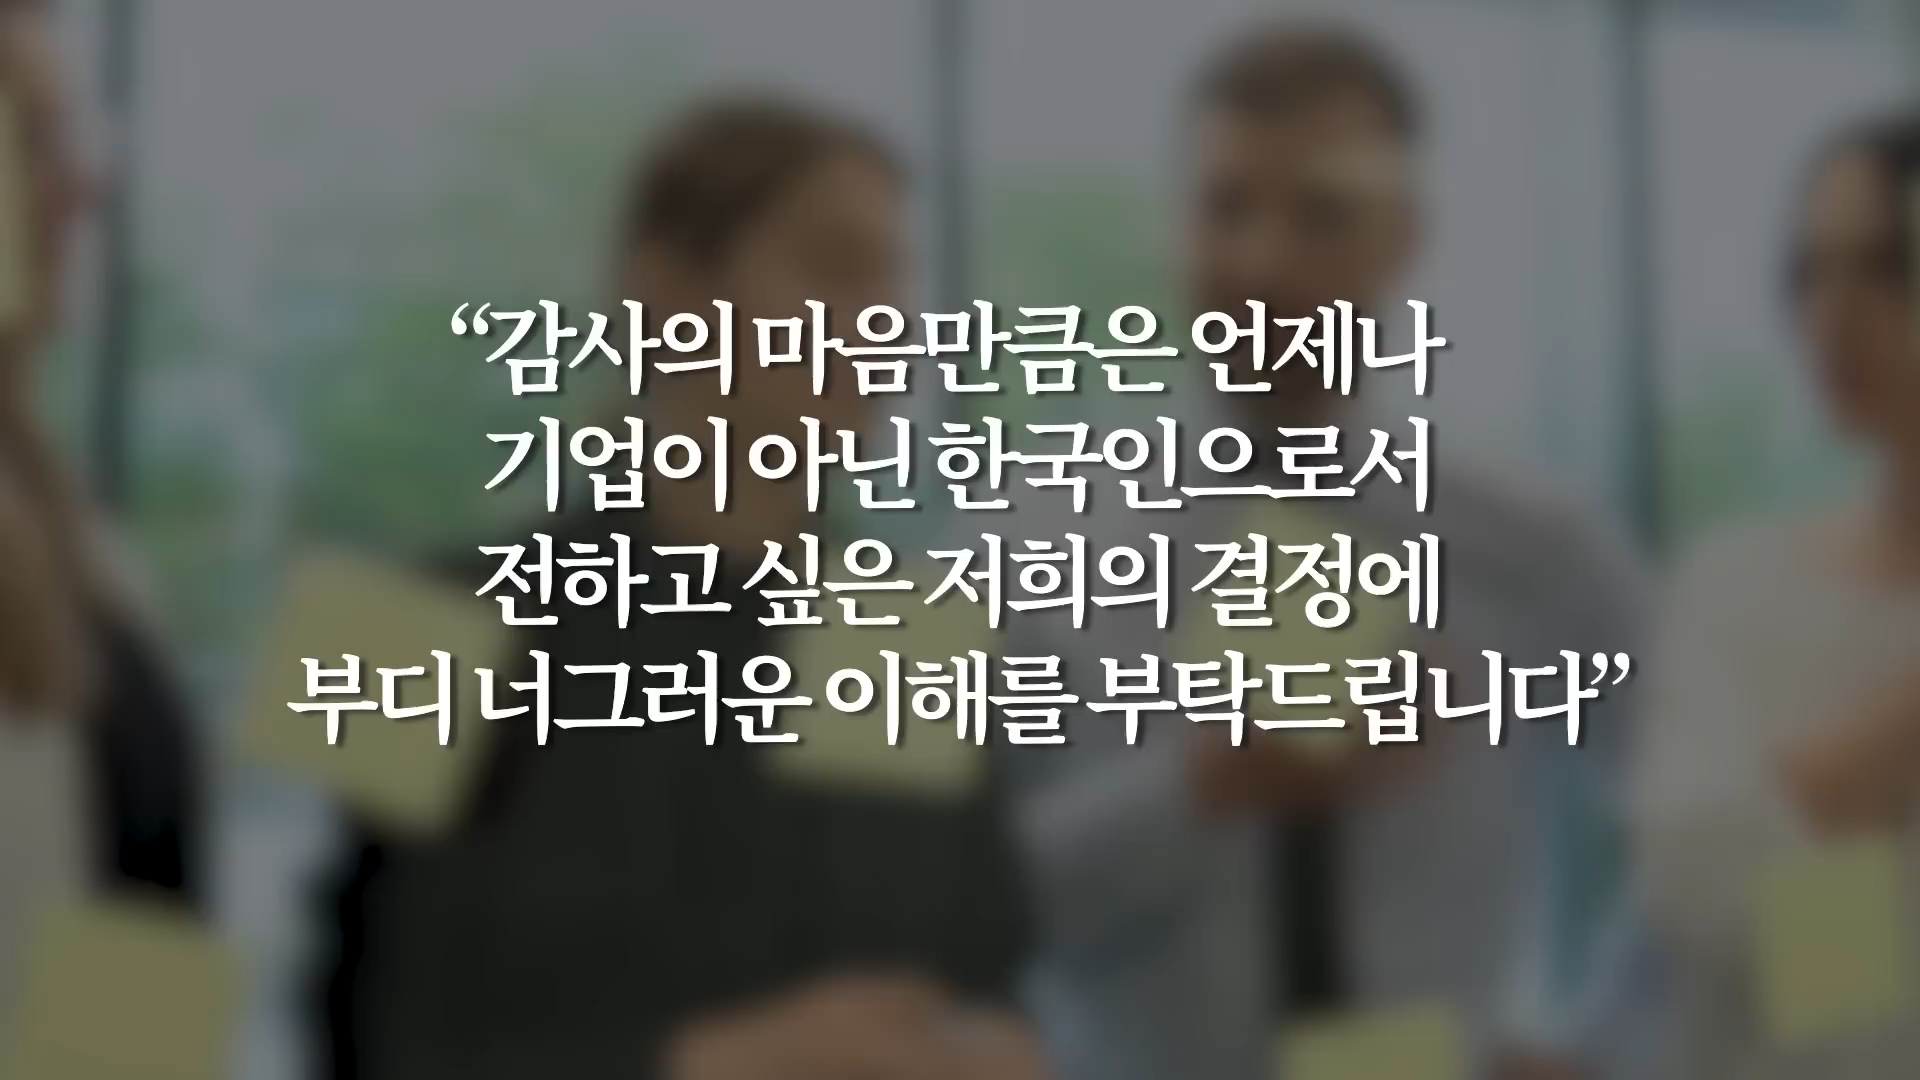 “감사의 마음만큼은 언제나
기업이 아닌 한국인으로서
전하고 싶은 저희의 결정에
부디 너그러운 이해를 부탁드립니다”